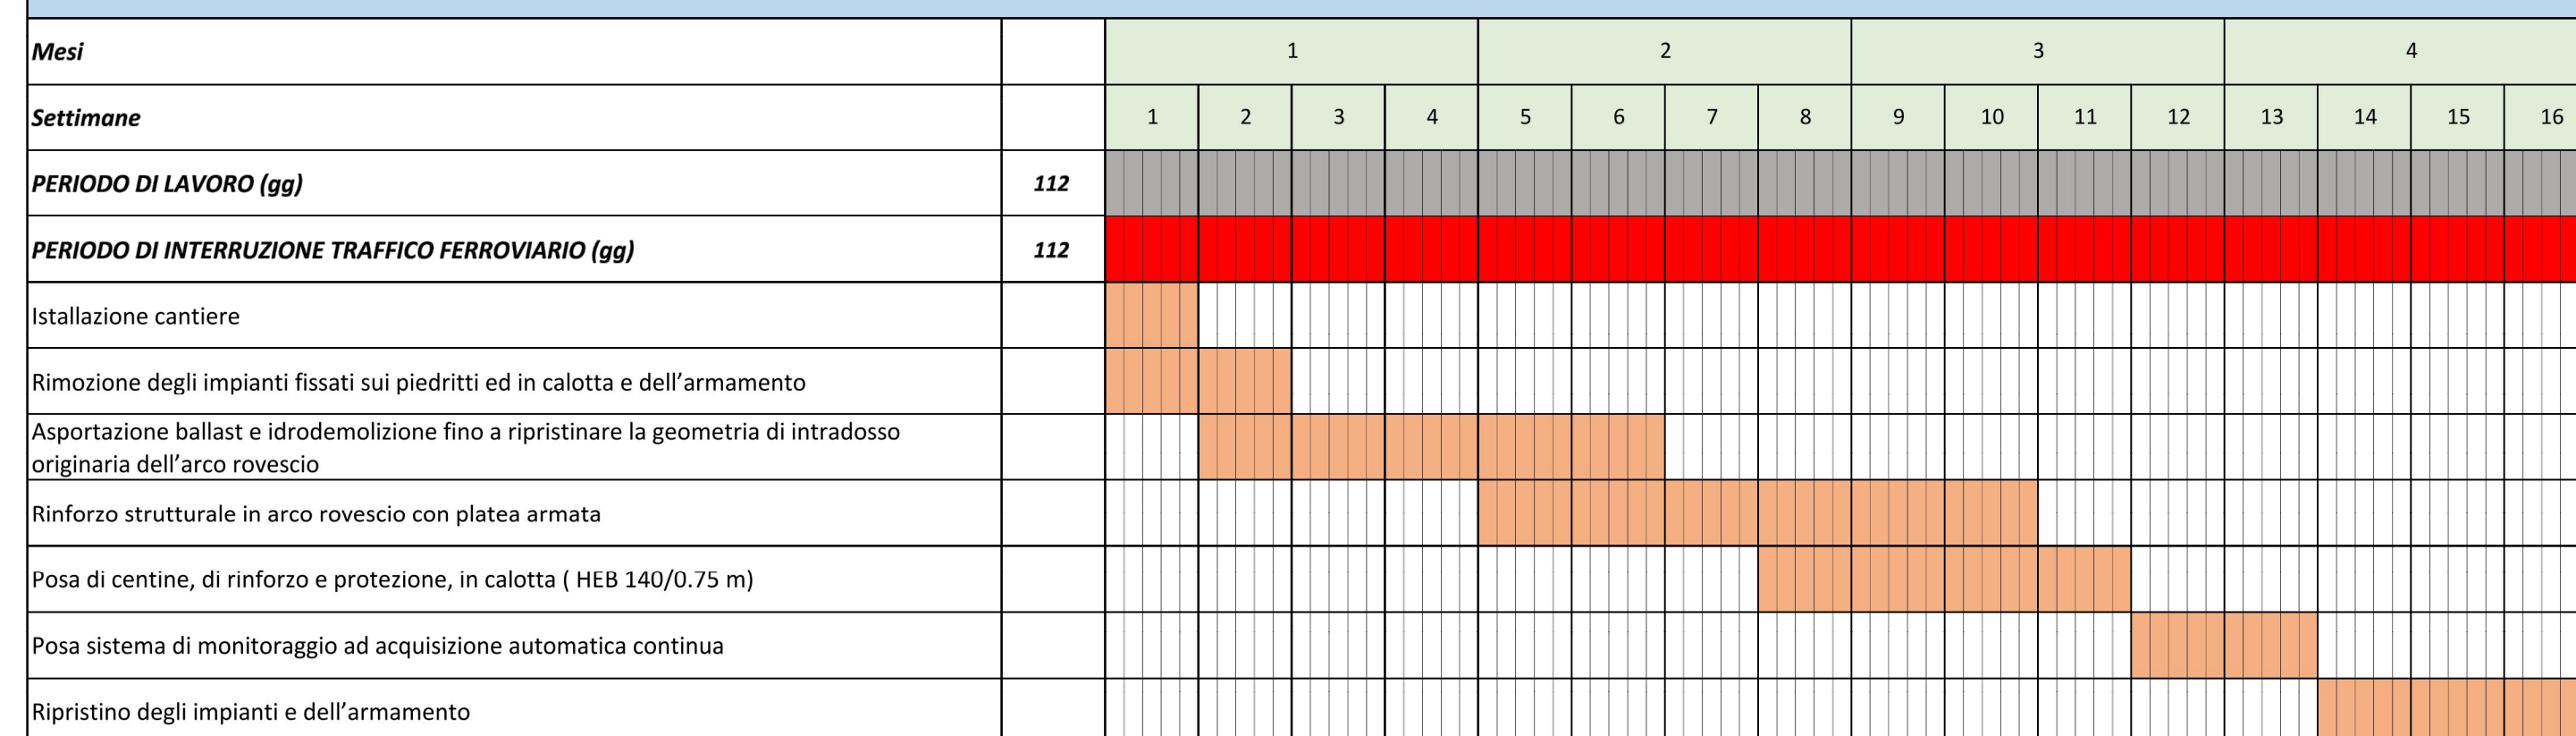 Mesi 1 2 3 4
Settimane 1 2 3 4 5 6 7 8 9 10 11 12 13 14 15 16
PERIODO DI LAVORO (gg) 112
PERIODO DI INTERRUZIONE TRAFFICO FERROVIARIO (gg) 112
Istallazione cantiere
Rimozione degli impianti fissati sui piedritti ed in calotta e dell’armamento
Asportazione ballast e idrodemolizione fino a ripristinare la geometria di intradosso
originaria dell’arco rovescio
Rinforzo strutturale in arco rovescio con platea armata
Posa di centine, di rinforzo e protezione, in calotta ( HEB 140/0.75 m)
Posa sistema di monitoraggio ad acquisizione automatica continua
Ripristino degli impianti e dell’armamento